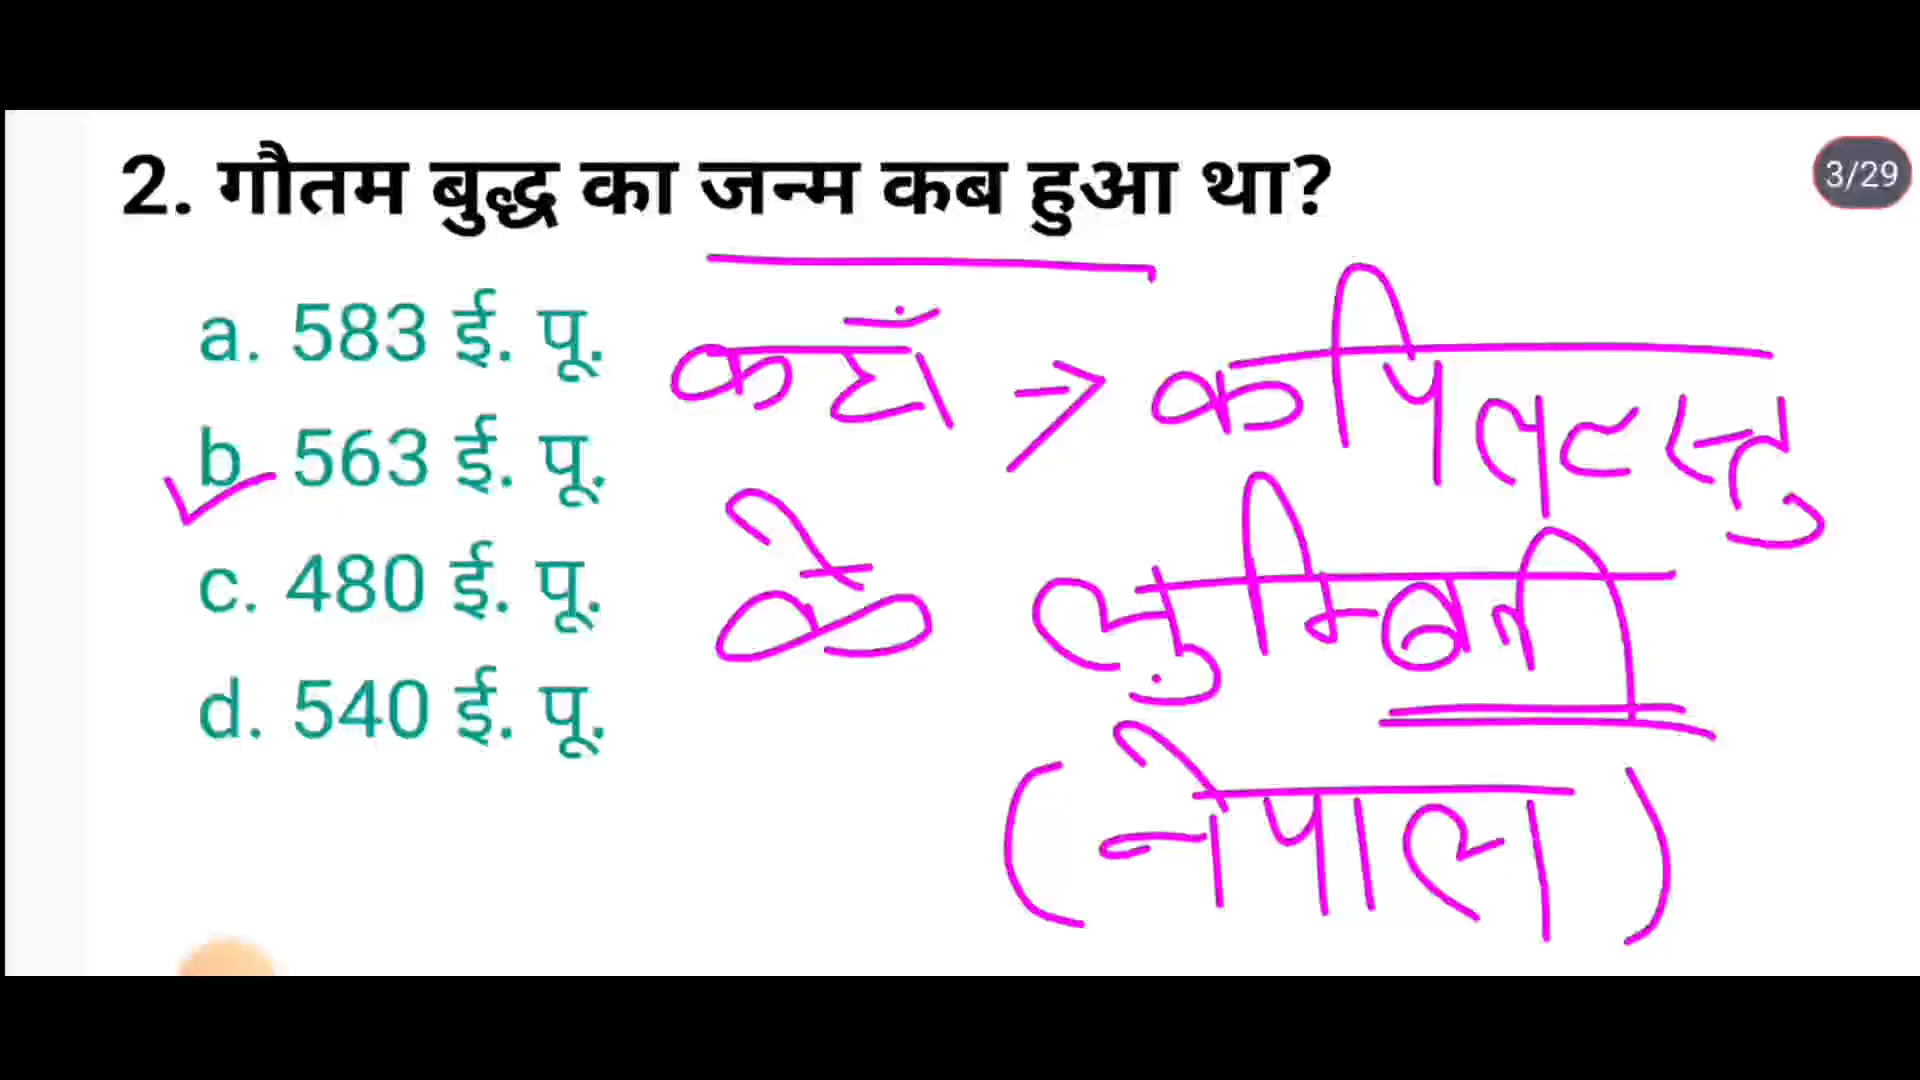 2. गौतम बुद्ध का जन्म कब हुआ था?
3/29
a. 583 ई. पू.
b 563 ई. पू.
c. 480 ई. पू.
d. 540 ई. पू.
कहाँ → कपिलवस्तु
के लुम्बिनी
(नेपाल)